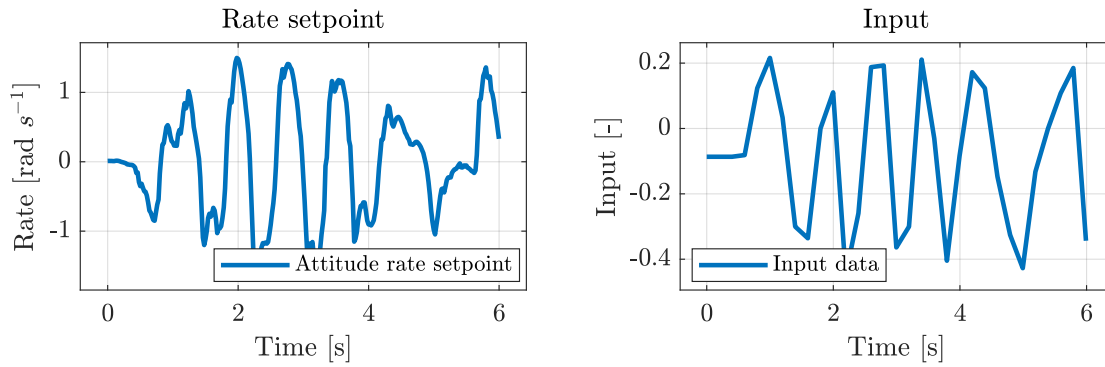 Rate setpoint
Rate [rad s⁻¹]
1
0
-1
Attitude rate setpoint
0
2
4
6
Time [s]
Input
Input [-]
0.2
0
-0.2
-0.4
Input data
0
2
4
6
Time [s]